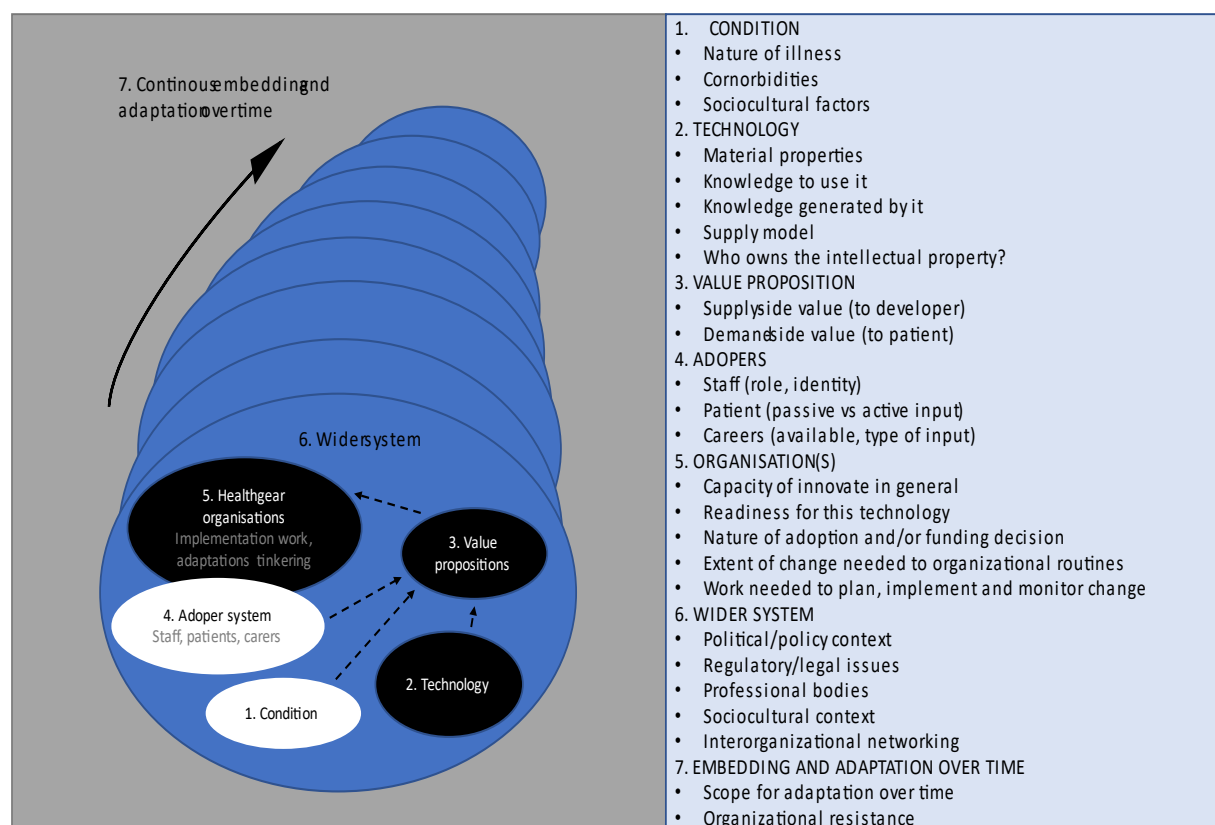 7. Continousembeddingand
adaptationovertime
6. Widersystem
5. Healthgear
organisations
Implementation work,
adaptations tinkering
3. Value
propositions
4. Adoper system
Staff, patients, carers
2. Technology
1. Condition
1. CONDITION
• Nature of illness
• Cornorbidities
• Sociocultural factors
2. TECHNOLOGY
• Material properties
• Knowledge to use it
• Knowledge generated by it
• Supply model
• Who owns the intellectual property?
3. VALUE PROPOSITION
• Supplyside value (to developer)
• Demandside value (to patient)
4. ADOPERS
• Staff (role, identity)
• Patient (passive vs active input)
• Careers (available, type of input)
5. ORGANISATION(S)
• Capacity of innovate in general
• Readiness for this technology
• Nature of adoption and/or funding decision
• Extent of change needed to organizational routines
• Work needed to plan, implement and monitor change
6. WIDER SYSTEM
• Political/policy context
• Regulatory/legal issues
• Professional bodies
• Sociocultural context
• Interorganizational networking
7. EMBEDDING AND ADAPTATION OVER TIME
• Scope for adaptation over time
• Organizational resistance